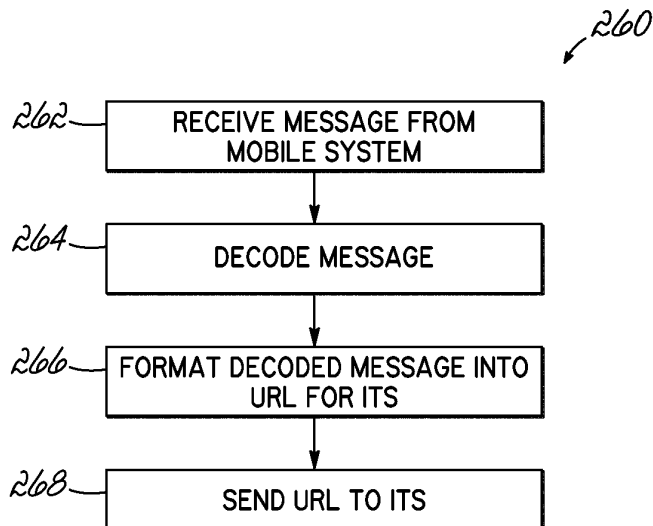 260
262
RECEIVE MESSAGE FROM
MOBILE SYSTEM
264
DECODE MESSAGE
266
FORMAT DECODED MESSAGE INTO
URL FOR ITS
268
SEND URL TO ITS